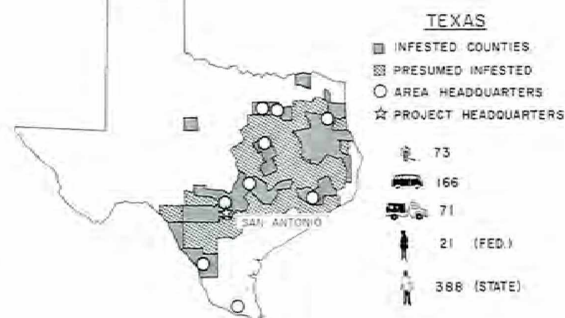 TEXAS
INFESTED COUNTIES
PRESUMED INFESTED
AREA HEADQUARTERS
PROJECT HEADQUARTERS
73
166
71
21 (FED.)
388 (STATE)
SAN ANTONIO